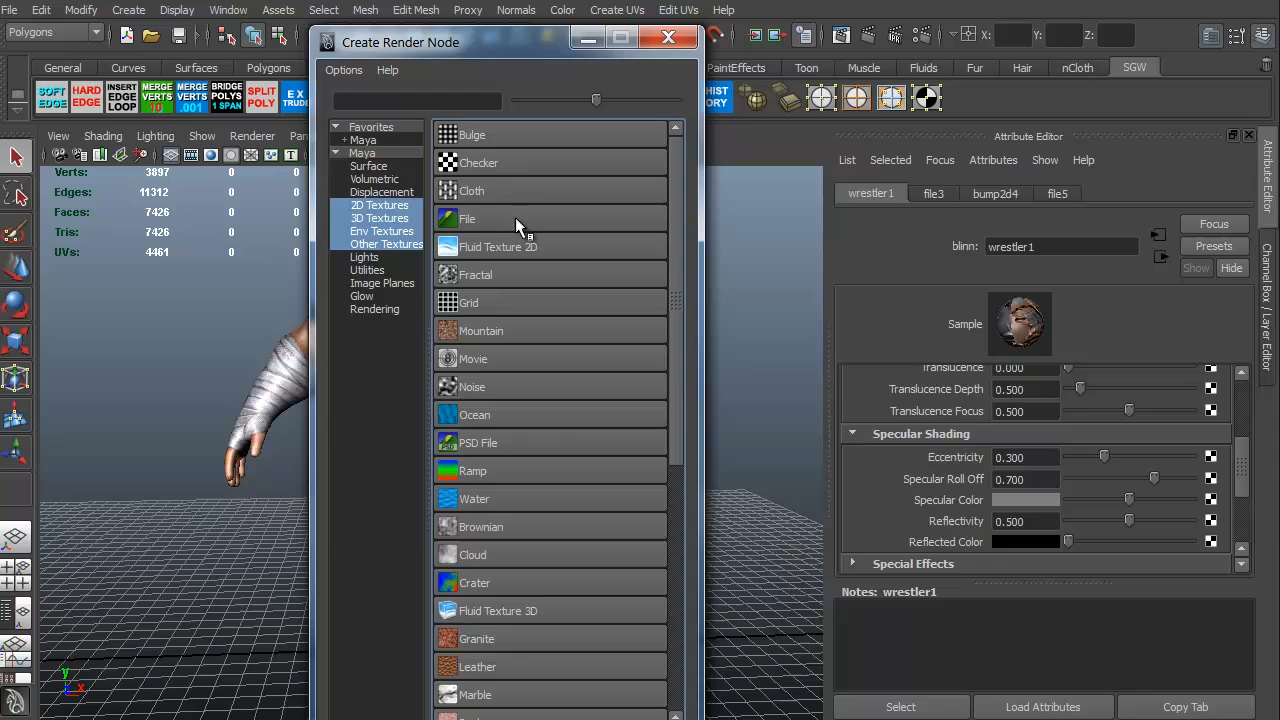 File Edit Modify Create Display Window Assets Select Mesh Edit Mesh Proxy Normals Color Create UVs Edit UVs Help
Polygons
X: Y: Z:
General Curves Surfaces Polygons
PaintEffects Toon Muscle Fluids Fur Hair nCloth SGW
SOFT EDGE
HARD EDGE
INSERT EDGE LOOP
MERGE VERTS 10
MERGE VERTS .001
BRIDGE POLYS 1 SPAN
SPLIT POLY
View Shading Lighting Show Renderer
Verts: 3897 0 0
Edges: 11312 0 0
Faces: 7426 0 0
Tris: 7426 0 0
UVs: 4461 0 0
y
x
Create Render Node
Options Help
Favorites
+ Maya
Maya
Surface
Volumetric
Displacement
2D Textures
3D Textures
Env Textures
Other Textures
Lights
Utilities
Image Planes
Glow
Rendering
Bulge
Checker
Cloth
File
Fluid Texture 2D
Fractal
Grid
Mountain
Movie
Noise
Ocean
PSD File
Ramp
Water
Brownian
Cloud
Crater
Fluid Texture 3D
Granite
Leather
Marble
Attribute Editor
List Selected Focus Attributes Show Help
wrestler1 file3 bump2d4 file5
Focus
Presets
Show Hide
blinn: wrestler1
Sample
Translucence 0.000
Translucence Depth 0.500
Translucence Focus 0.500
Specular Shading
Eccentricity 0.300
Specular Roll Off 0.700
Specular Color
Reflectivity 0.500
Reflected Color
Special Effects
Notes: wrestler1
Select Load Attributes Copy Tab
Attribute Editor
Channel Box / Layer Editor